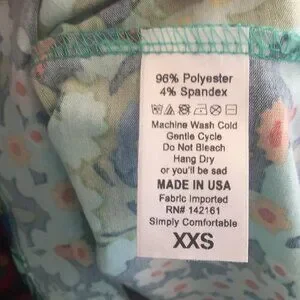 96% Polyester
4% Spandex
Machine Wash Cold
Gentle Cycle
Do Not Bleach
Hang Dry
or you'll be sad
MADE IN USA
Fabric Imported
RN# 142161
Simply Comfortable
XXS